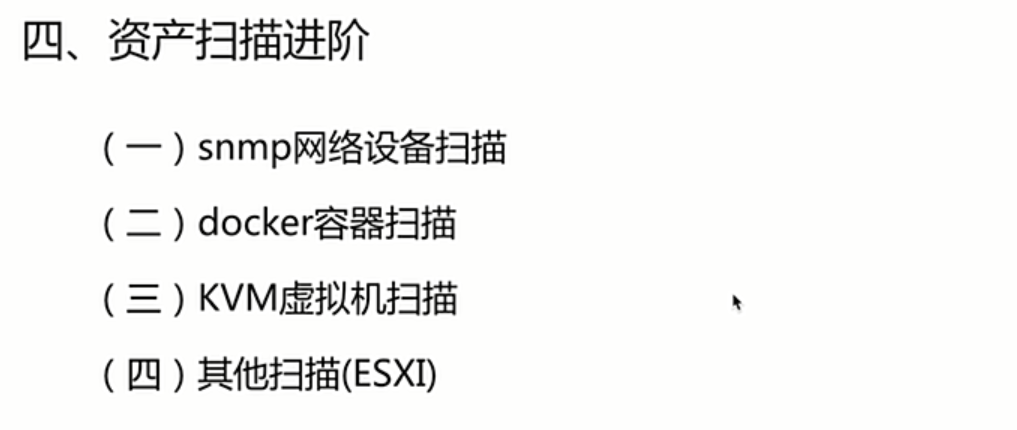 四、资产扫描进阶
（一）snmp网络设备扫描
（二）docker容器扫描
（三）KVM虚拟机扫描
（四）其他扫描(ESXI)